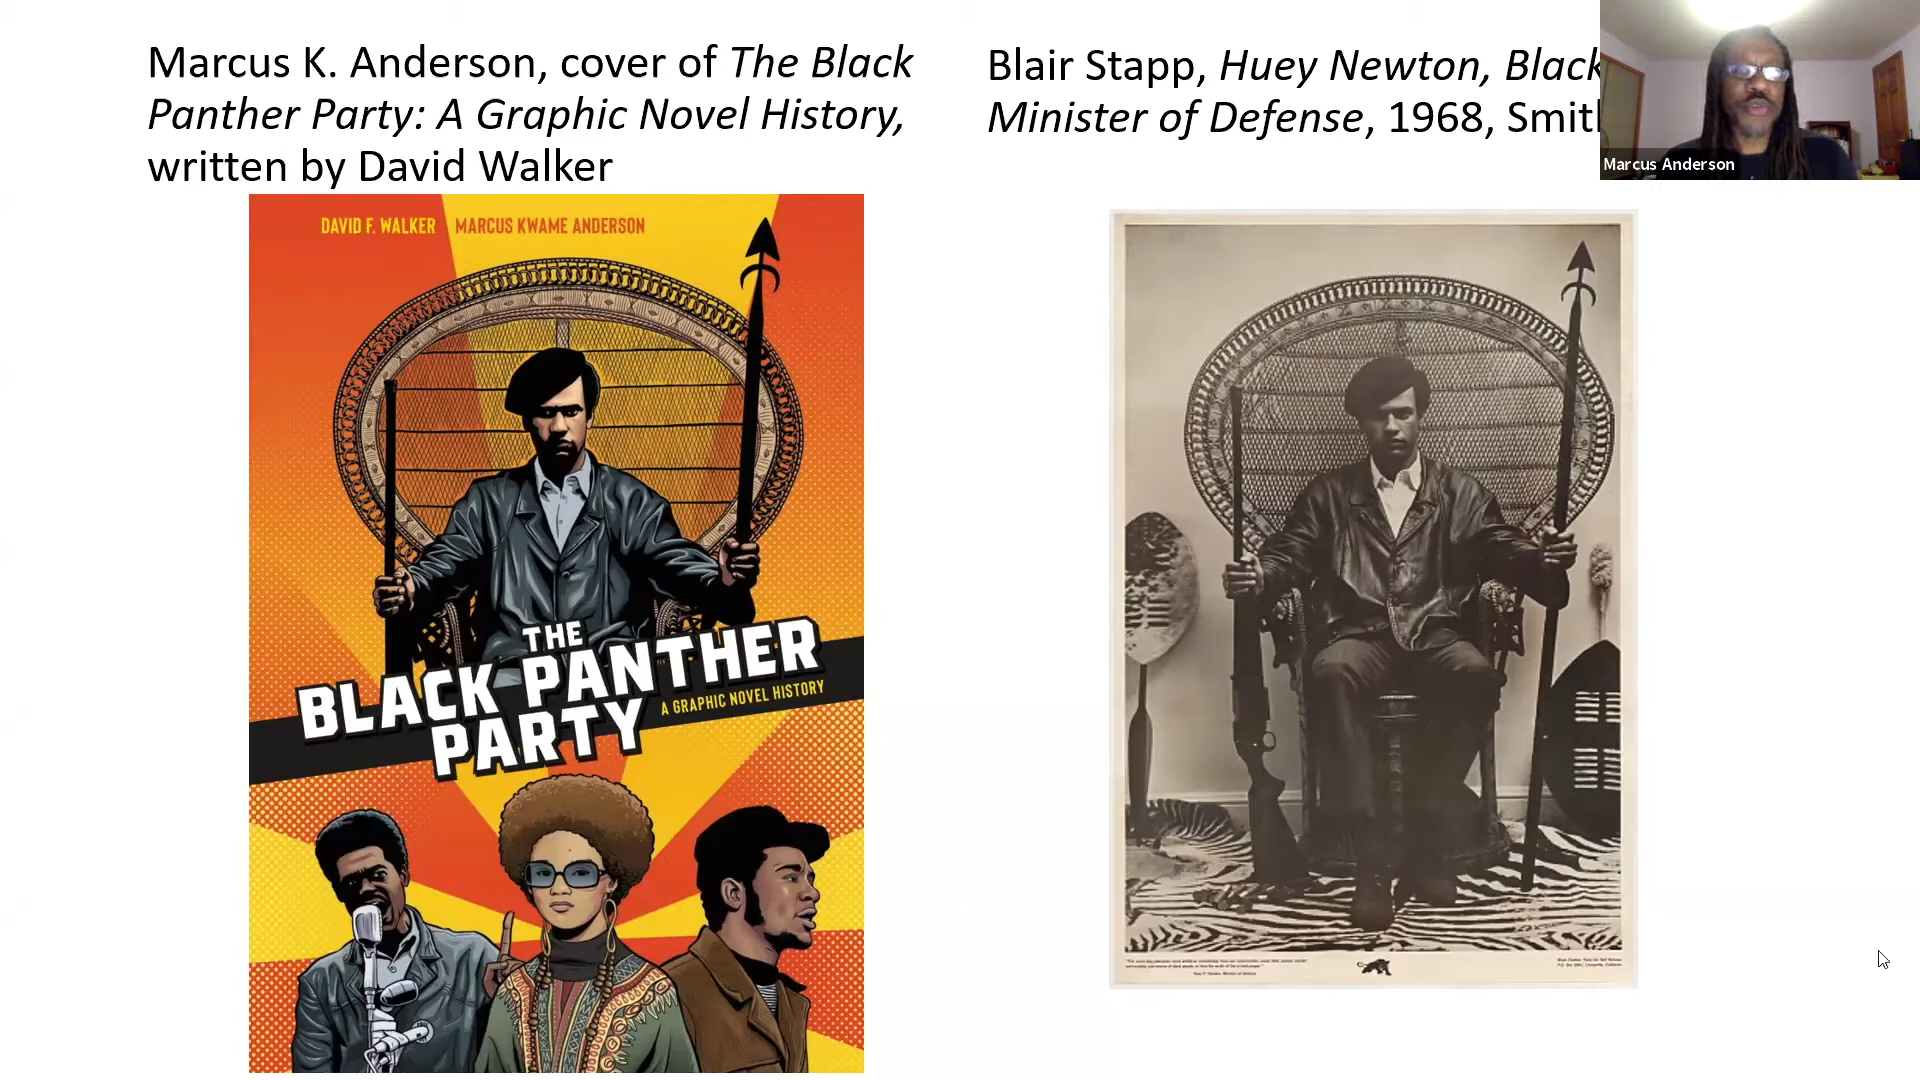 Marcus K. Anderson, cover of The Black
Panther Party: A Graphic Novel History,
written by David Walker
Blair Stapp, Huey Newton, Black
Minister of Defense, 1968, Smit
Marcus Anderson
DAVID F. WALKER MARCUS KWAME ANDERSON
THE
BLACK PANTHER
PARTY
A GRAPHIC NOVEL HISTORY